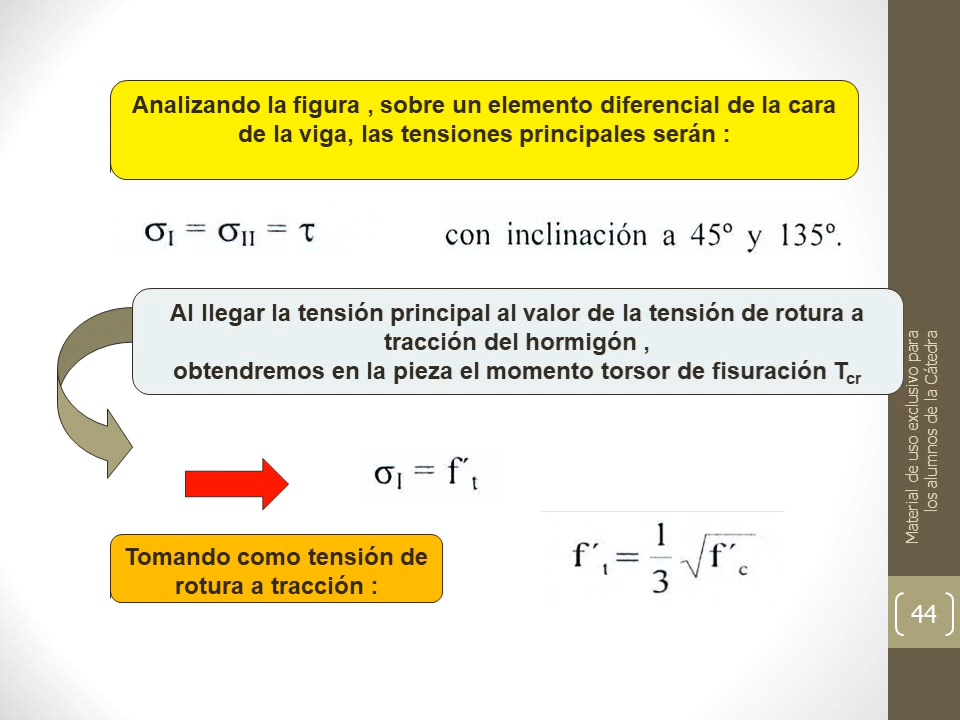 Analizando la figura , sobre un elemento diferencial de la cara
de la viga, las tensiones principales serán :
σI = σII = τ
con inclinación a 45º y 135º.
Al llegar la tensión principal al valor de la tensión de rotura a
tracción del hormigón ,
obtendremos en la pieza el momento torsor de fisuración Tcr
σI = f´t
Tomando como tensión de
rotura a tracción :
f´t = 1/3 √f´c
Material de uso exclusivo para
los alumnos de la Cátedra
44